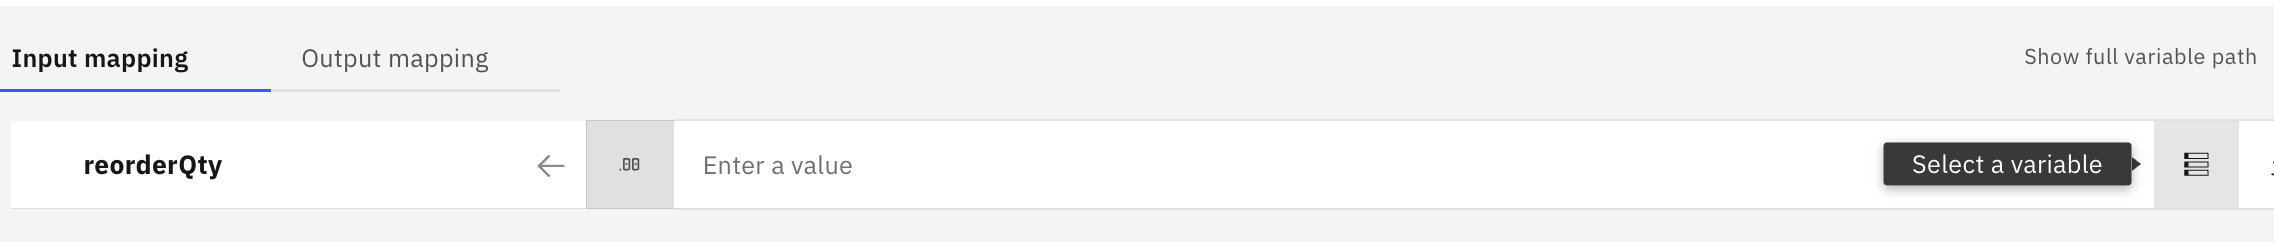 Input mapping
Output mapping
Show full variable path
reorderQty
.00
Enter a value
Select a variable